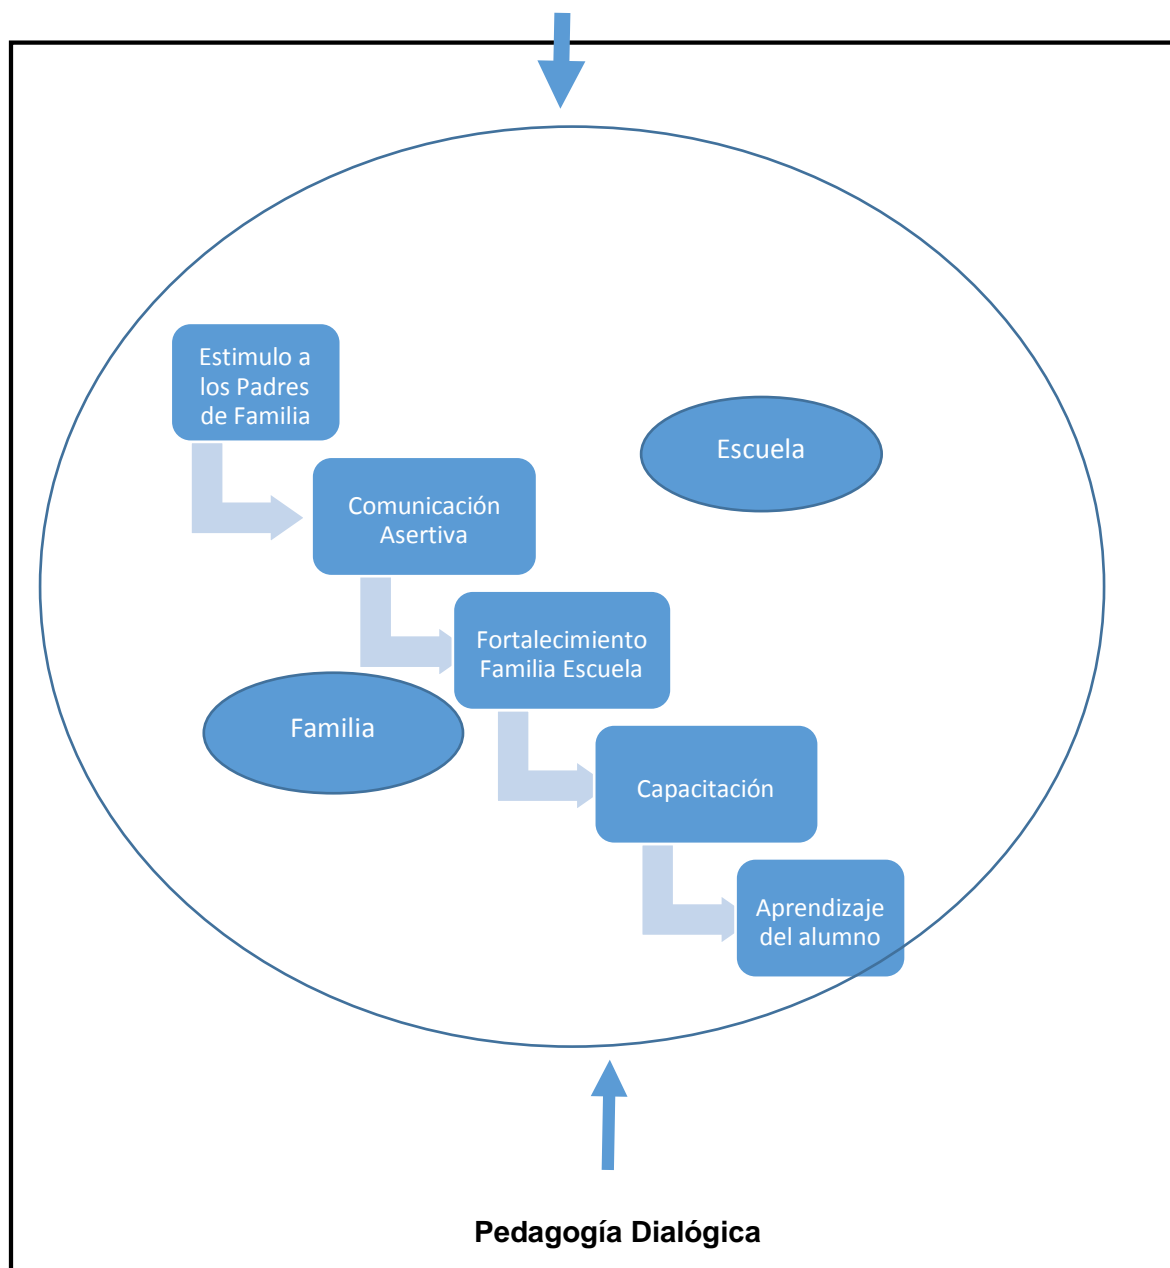 Estimulo a
los Padres
de Familia
Escuela
Comunicación
Asertiva
Fortalecimiento
Familia Escuela
Familia
Capacitación
Aprendizaje
del alumno
Pedagogía Dialógica